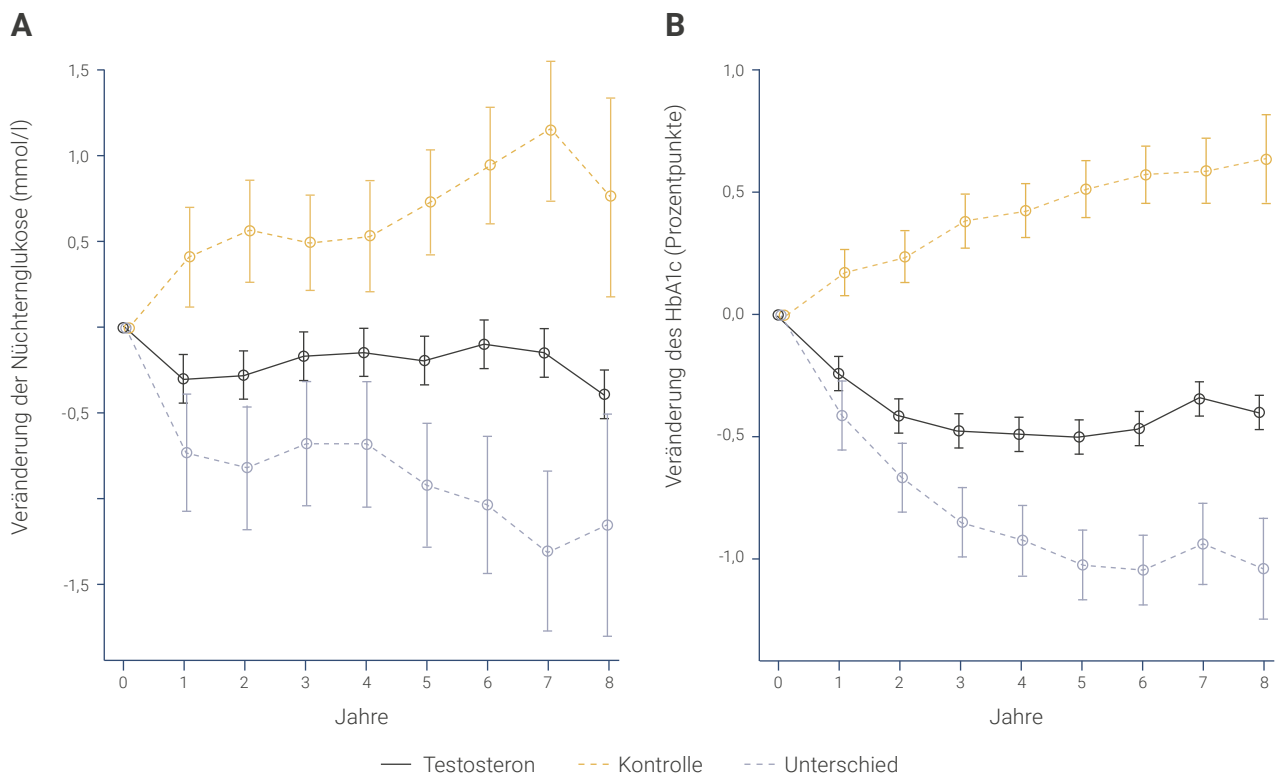 A
Veränderung der Nüchternglukose (mmol/l)
1,5
1,0
0,5
-0,5
-1,5
0 1 2 3 4 5 6 7 8
Jahre
B
Veränderung des HbA1c (Prozentpunkte)
1,0
0,5
0,0
-0,5
-1,0
0 1 2 3 4 5 6 7 8
Jahre
Testosteron Kontrolle Unterschied